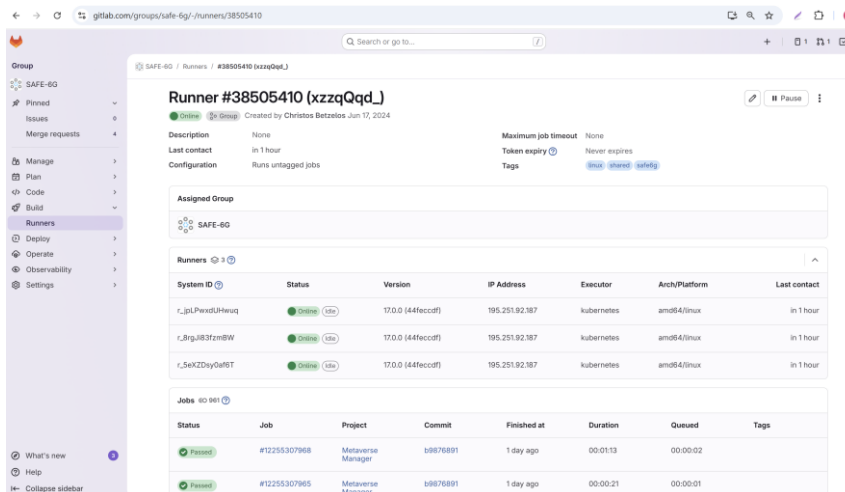 gitlab.com/groups/safe-6g/-/runners/38505410
Search or go to... /
1 1
Group
SAFE-6G / Runners / #38505410 (xzzqQqd_)
SAFE-6G
Pinned
Issues 0
Merge requests 4
Manage
Plan
Code
Build
Runners
Deploy
Operate
Observability
Settings
What's new 3
Help
Collapse sidebar
Runner #38505410 (xzzqQqd_)
Pause
Online Group Created by Christos Betzelos Jun 17, 2024
Description None Maximum job timeout None
Last contact in 1 hour Token expiry Never expires
Configuration Runs untagged jobs Tags linux shared safe6g
Assigned Group
SAFE-6G
Runners 3
System ID Status Version IP Address Executor Arch/Platform Last contact
r_jpLPwxdUHwuq Online Idle 17.0.0 (44feccdf) 195.251.92.187 kubernetes amd64/linux in 1 hour
r_8rgJi83fzmBW Online Idle 17.0.0 (44feccdf) 195.251.92.187 kubernetes amd64/linux in 1 hour
r_5eXZDsy0af6T Online Idle 17.0.0 (44feccdf) 195.251.92.187 kubernetes amd64/linux in 1 hour
Jobs 961
Status Job Project Commit Finished at Duration Queued Tags
Passed #12255307968 Metaverse Manager b9876891 1 day ago 00:01:13 00:00:02
Passed #12255307965 Metaverse Manager b9876891 1 day ago 00:00:21 00:00:01